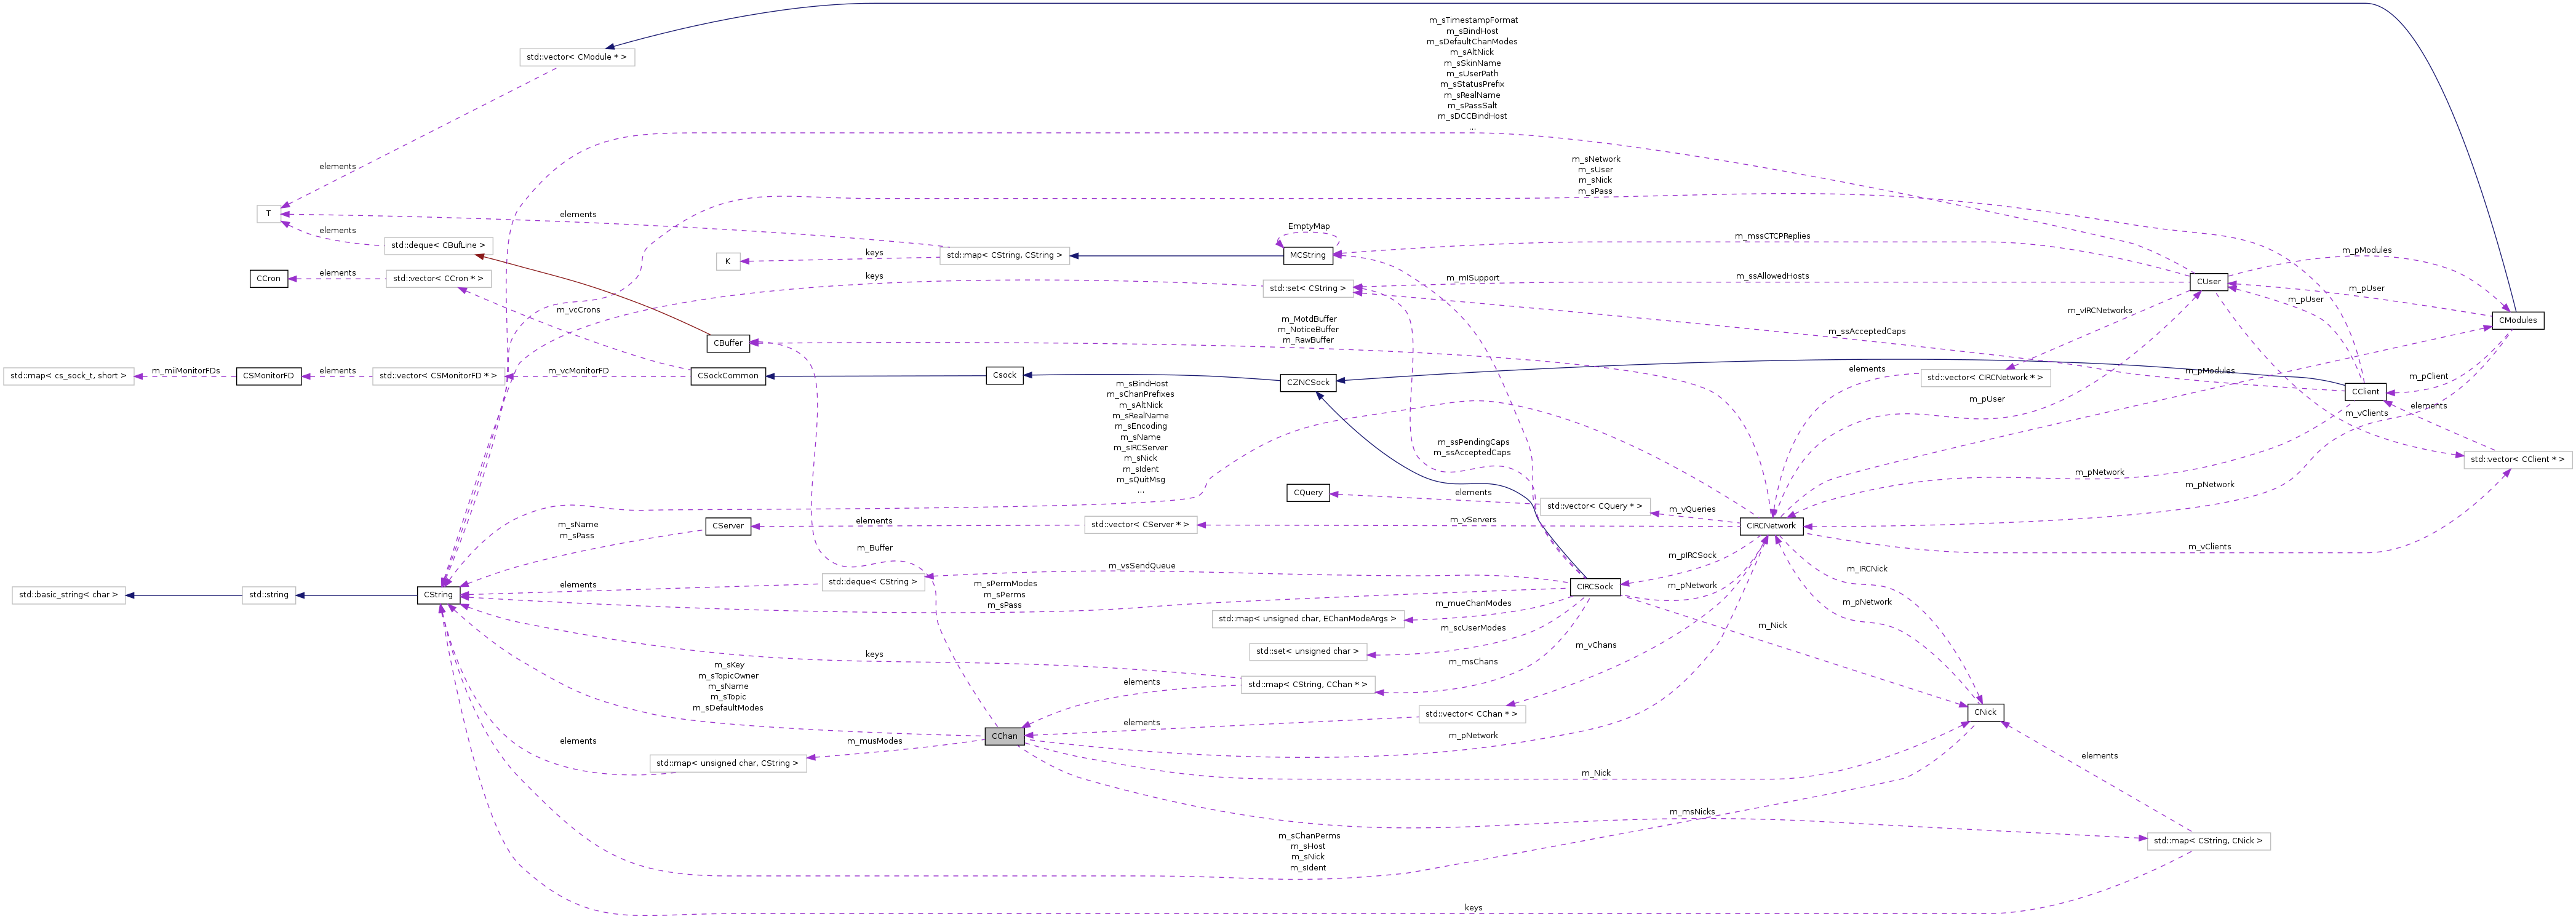 m_sTimestampFormat
m_sBindHost
m_sDefaultChanModes
m_sAltNick
m_sSkinName
m_sUserPath
m_sStatusPrefix
m_sRealName
m_sPassSalt
m_sDCCBindHost
...
std::vector< CModule * >
elements
m_sNetwork
m_sUser
m_sNick
m_sPass
T
elements
elements
std::deque< CBufLine >
EmptyMap
m_mssCTCPReplies
m_pModules
K
keys
std::map< CString, CString >
MCString
CCron
elements
std::vector< CCron * >
keys
std::set< CString >
m_mISupport
m_ssAllowedHosts
CUser
m_pUser
m_pUser
m_vcCrons
m_vIRCNetworks
CModules
m_MotdBuffer
m_NoticeBuffer
m_RawBuffer
m_ssAcceptedCaps
CBuffer
std::map< cs_sock_t, short >
m_miiMonitorFDs
CSMonitorFD
elements
std::vector< CSMonitorFD * >
m_vcMonitorFD
CSockCommon
Csock
CZNCSock
elements
std::vector< CIRCNetwork * >
m_pModules
m_pClient
CClient
m_sBindHost
m_sChanPrefixes
m_sAltNick
m_sRealName
m_sEncoding
m_sName
m_sIRCServer
m_sNick
m_sIdent
m_sQuitMsg
...
m_pUser
m_vClients
elements
m_ssPendingCaps
m_ssAcceptedCaps
m_pNetwork
m_pNetwork
std::vector< CClient * >
CQuery
elements
std::vector< CQuery * >
m_vQueries
m_sName
m_sPass
CServer
elements
std::vector< CServer * >
m_vServers
CIRCNetwork
m_vClients
m_Buffer
m_pIRCSock
m_IRCNick
m_vsSendQueue
std::basic_string< char >
std::string
CString
elements
std::deque< CString >
m_sPermModes
m_sPerms
m_sPass
CIRCSock
m_pNetwork
m_pNetwork
std::map< unsigned char, EChanModeArgs >
m_mueChanModes
m_scUserModes
m_Nick
std::set< unsigned char >
keys
m_vChans
m_msChans
m_sKey
m_sTopicOwner
m_sName
m_sTopic
m_sDefaultModes
elements
std::map< CString, CChan * >
elements
std::vector< CChan * >
CNick
CChan
m_pNetwork
elements
m_musModes
std::map< unsigned char, CString >
elements
m_Nick
m_msNicks
m_sChanPerms
m_sHost
m_sNick
m_sIdent
std::map< CString, CNick >
keys